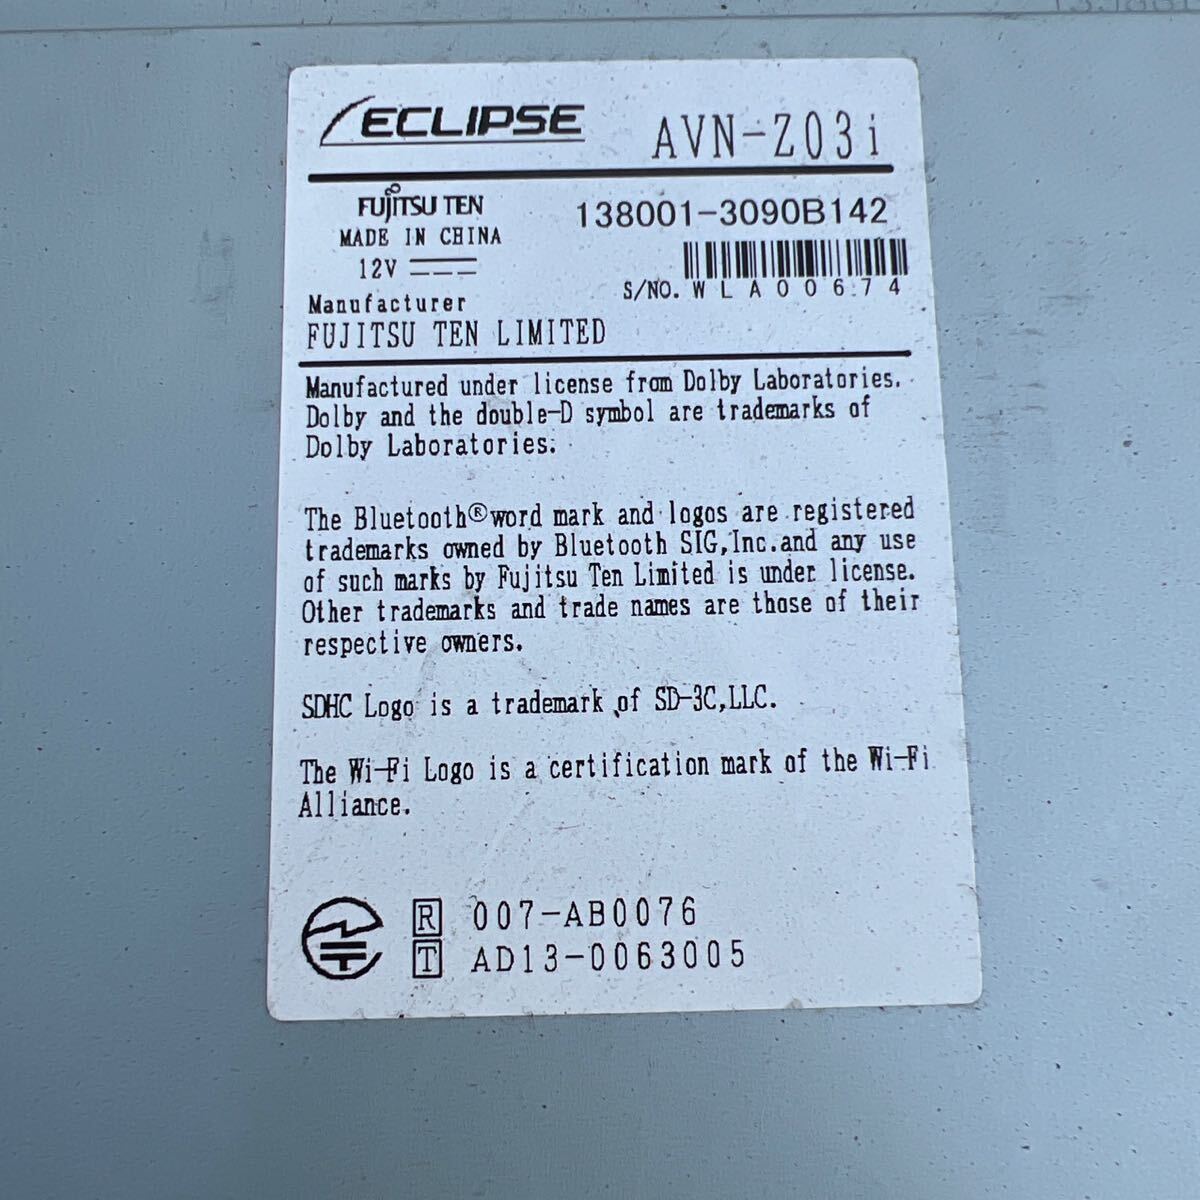 ECLIPSE AVN-Z03i
FUJITSU TEN 138001-3090B142
MADE IN CHINA
12V
S/NO. WLA00674
Manufacturer
FUJITSU TEN LIMITED
Manufactured under license from Dolby Laboratories.
Dolby and the double-D symbol are trademarks of
Dolby Laboratories.
The Bluetooth® word mark and logos are registered
trademarks owned by Bluetooth SIG,Inc.and any use
of such marks by Fujitsu Ten Limited is under license.
Other trademarks and trade names are those of their
respective owners.
SDHC Logo is a trademark of SD-3C,LLC.
The Wi-Fi Logo is a certification mark of the Wi-Fi
Alliance.
R 007-AB0076
T AD13-0063005